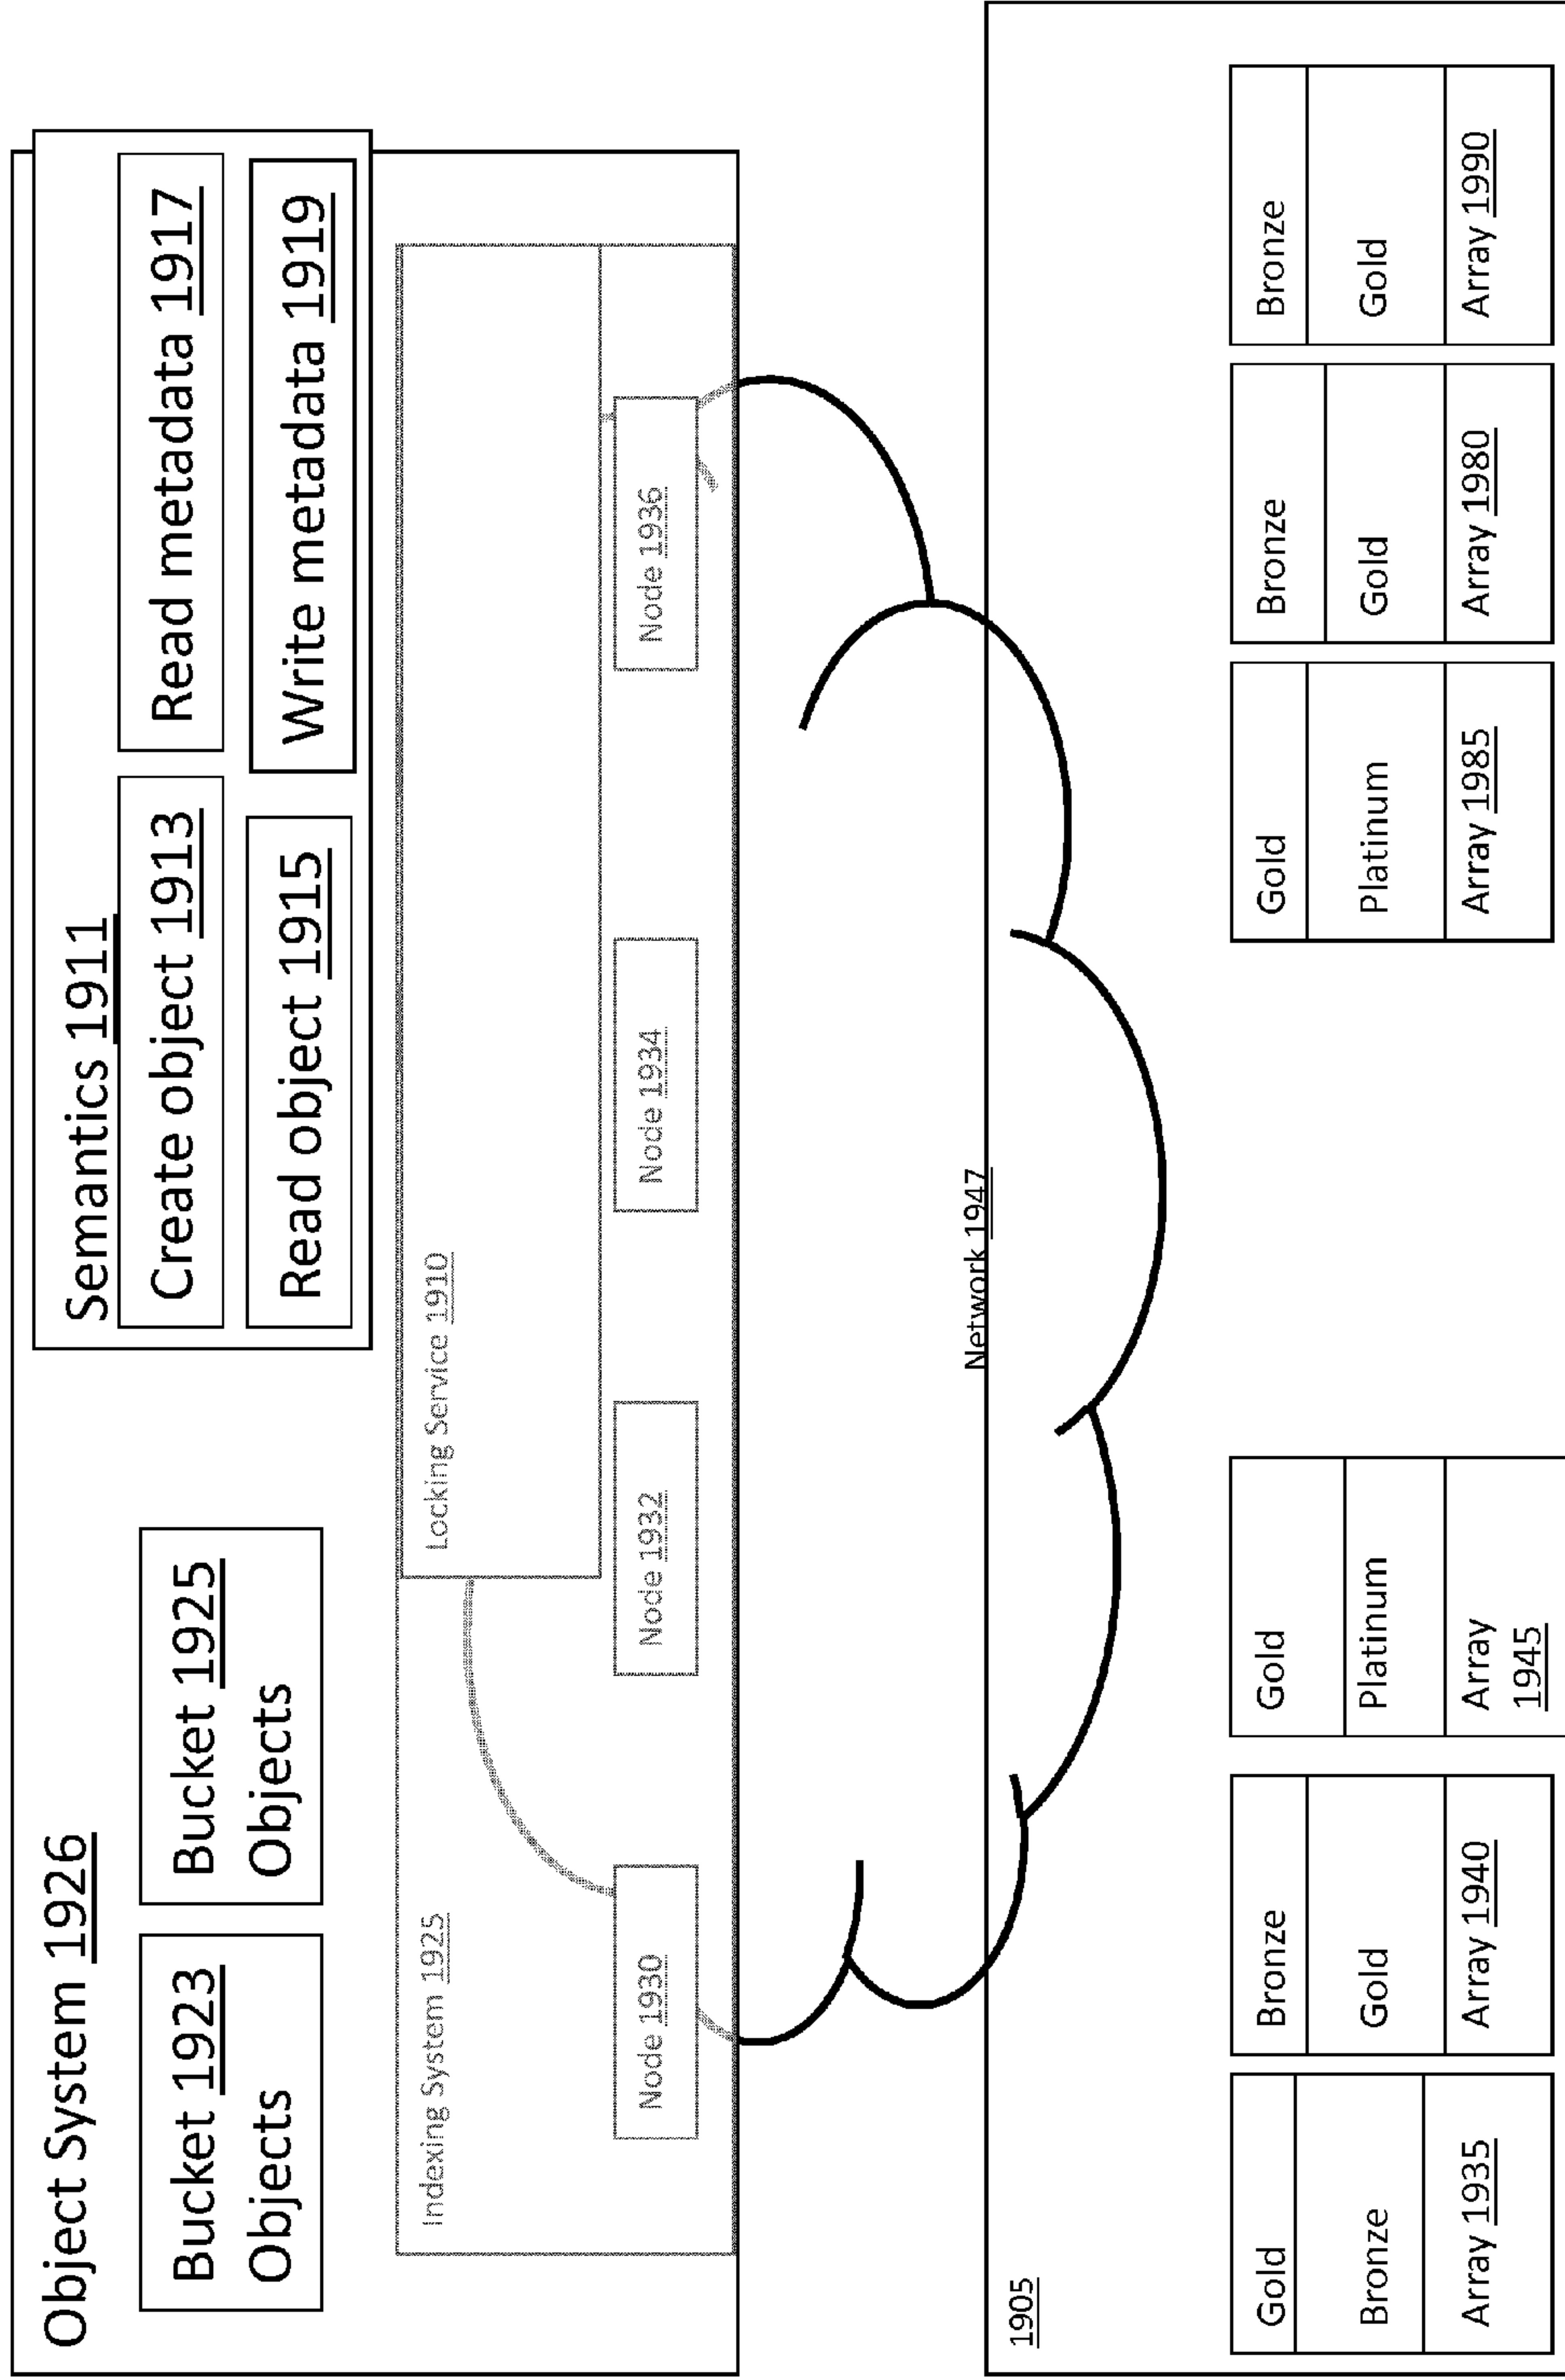 Object System 1926
Semantics 1911
Bucket 1923
Objects
Bucket 1925
Objects
Create object 1913
Read metadata 1917
Read object 1915
Write metadata 1919
Indexing System 1925
Locking Service 1910
Node 1930
Node 1932
Node 1934
Node 1936
Network 1947
1905
Gold
Bronze
Array 1935
Bronze
Gold
Array 1940
Gold
Platinum
Array
1945
Gold
Platinum
Array 1985
Bronze
Gold
Array 1980
Bronze
Gold
Array 1990